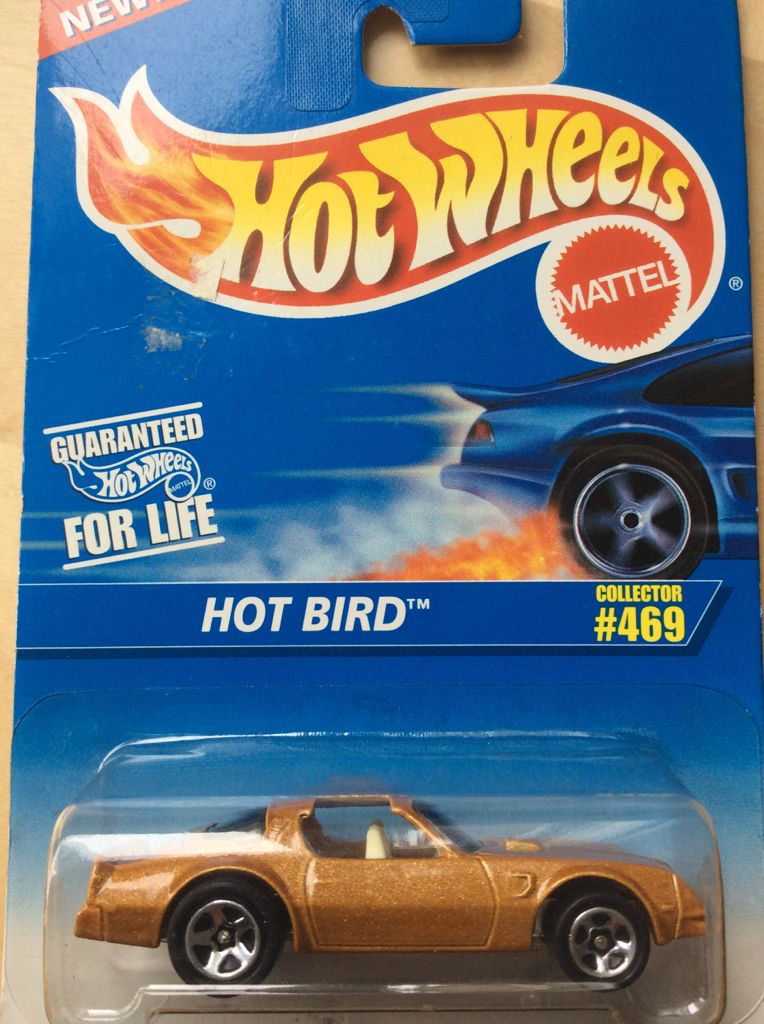 NEW
HOT WHEELS
MATTEL
®
GUARANTEED
HOT WHEELS
MATTEL
®
FOR LIFE
HOT BIRD™
COLLECTOR
#469